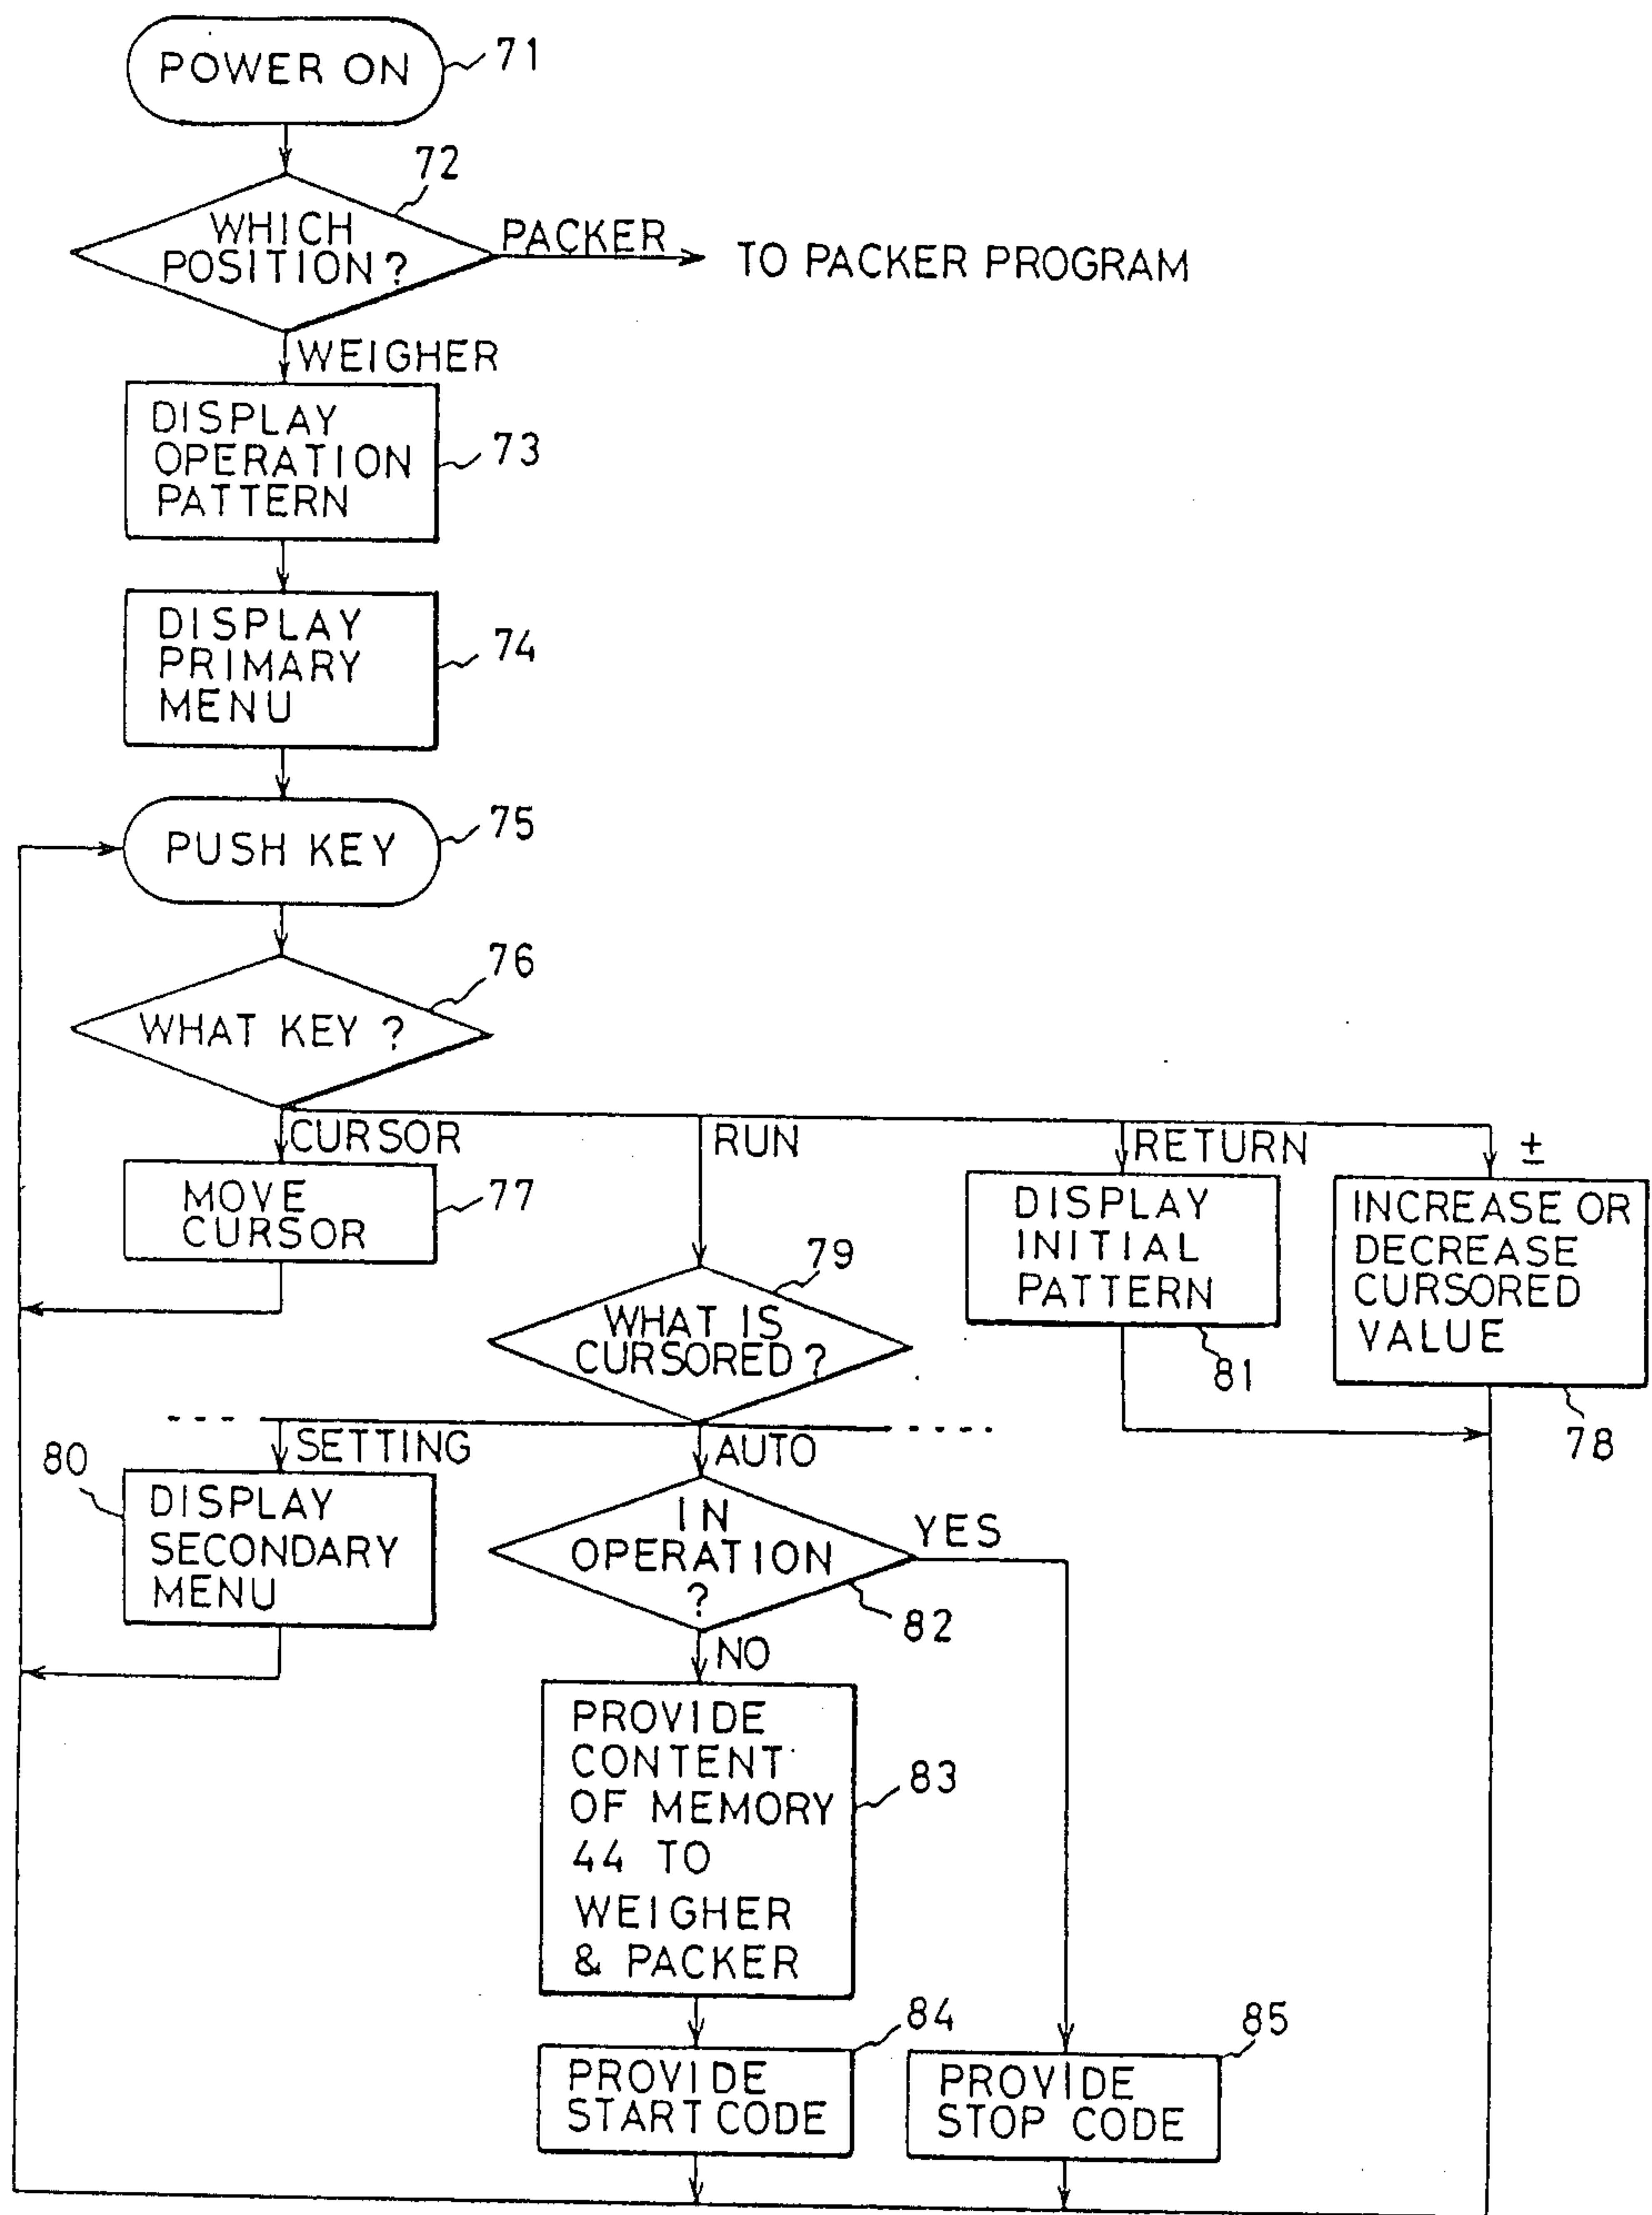 POWER ON
71
72
WHICH
POSITION?
PACKER
TO PACKER PROGRAM
WEIGHER
DISPLAY
OPERATION
PATTERN
73
DISPLAY
PRIMARY
MENU
74
PUSH KEY
75
76
WHAT KEY ?
CURSOR
RUN
RETURN
±
MOVE
CURSOR
77
DISPLAY
INITIAL
PATTERN
81
INCREASE OR
DECREASE
CURSORED
VALUE
78
79
WHAT IS
CURSORED?
SETTING
AUTO
80
DISPLAY
SECONDARY
MENU
IN
OPERATION
?
YES
82
NO
PROVIDE
CONTENT
OF MEMORY
44 TO
WEIGHER
& PACKER
83
84
PROVIDE
START CODE
85
PROVIDE
STOP CODE